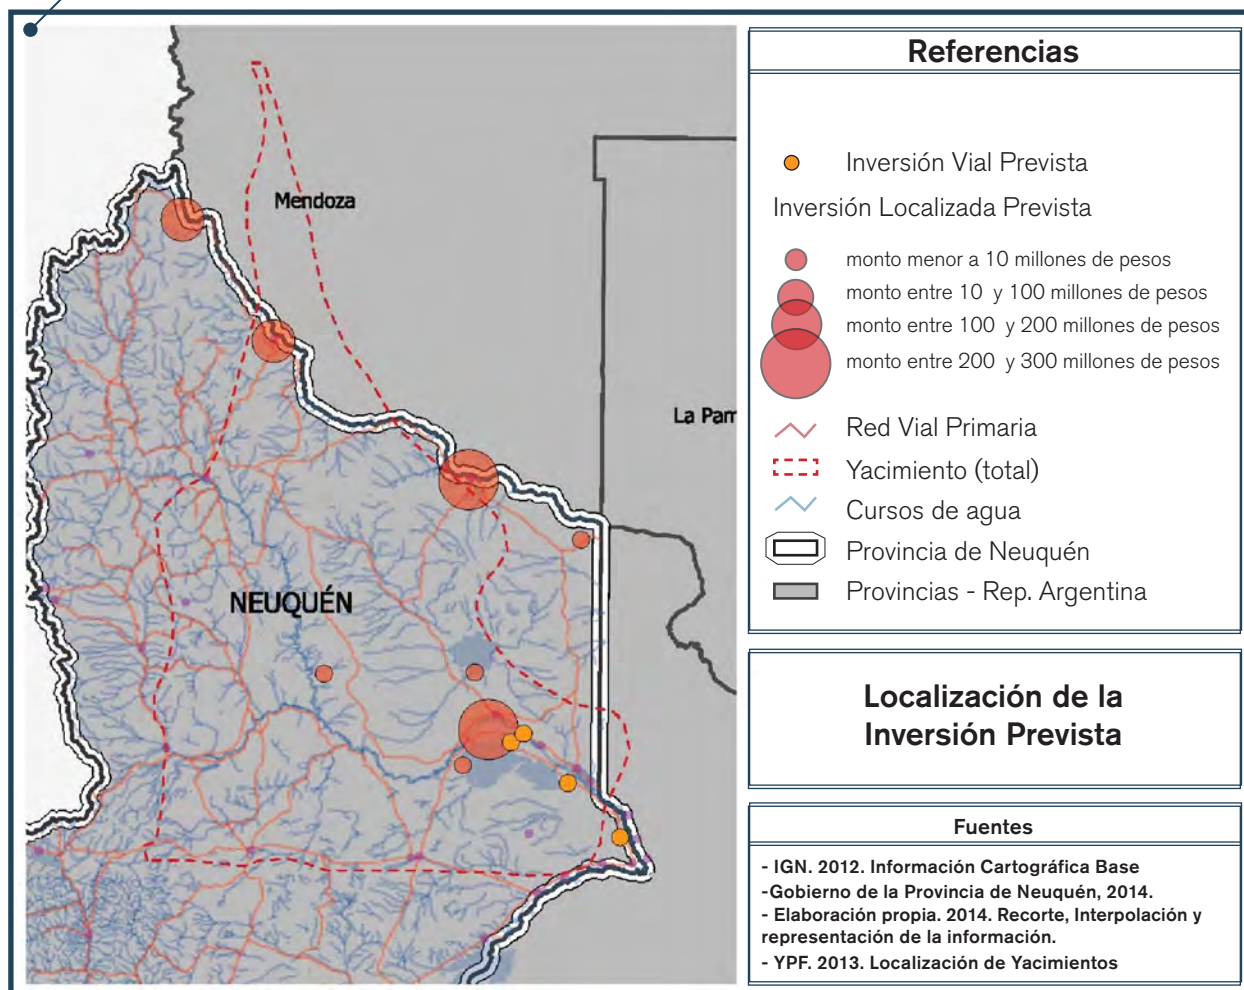 Mendoza
La Pam
NEUQUÉN
Referencias
Inversión Vial Prevista
Inversión Localizada Prevista
monto menor a 10 millones de pesos
monto entre 10 y 100 millones de pesos
monto entre 100 y 200 millones de pesos
monto entre 200 y 300 millones de pesos
Red Vial Primaria
Yacimiento (total)
Cursos de agua
Provincia de Neuquén
Provincias - Rep. Argentina
Localización de la
Inversión Prevista
Fuentes
- IGN. 2012. Información Cartográfica Base
-Gobierno de la Provincia de Neuquén, 2014.
- Elaboración propia. 2014. Recorte, Interpolación y
representación de la información.
- YPF. 2013. Localización de Yacimientos